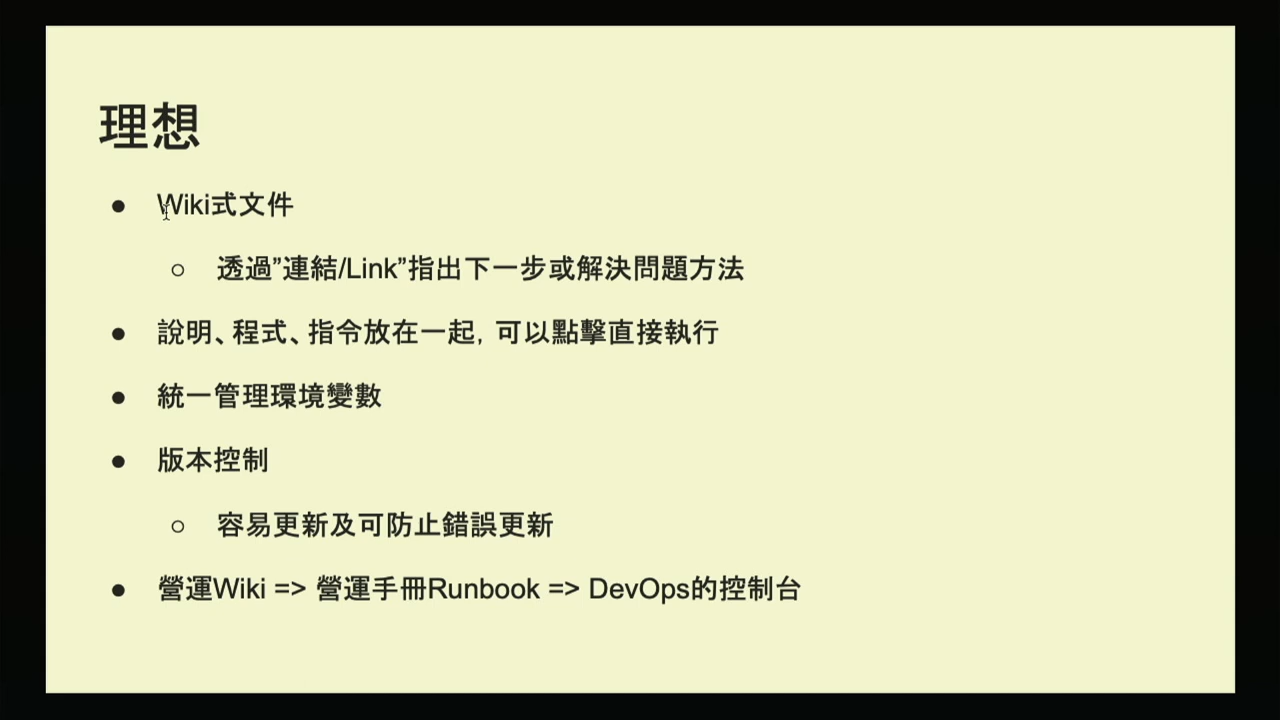 理想
● Wiki式文件
○ 透過”連結/Link”指出下一步或解決問題方法
● 說明、程式、指令放在一起，可以點擊直接執行
● 統一管理環境變數
● 版本控制
○ 容易更新及可防止錯誤更新
● 營運Wiki => 營運手冊Runbook => DevOps的控制台